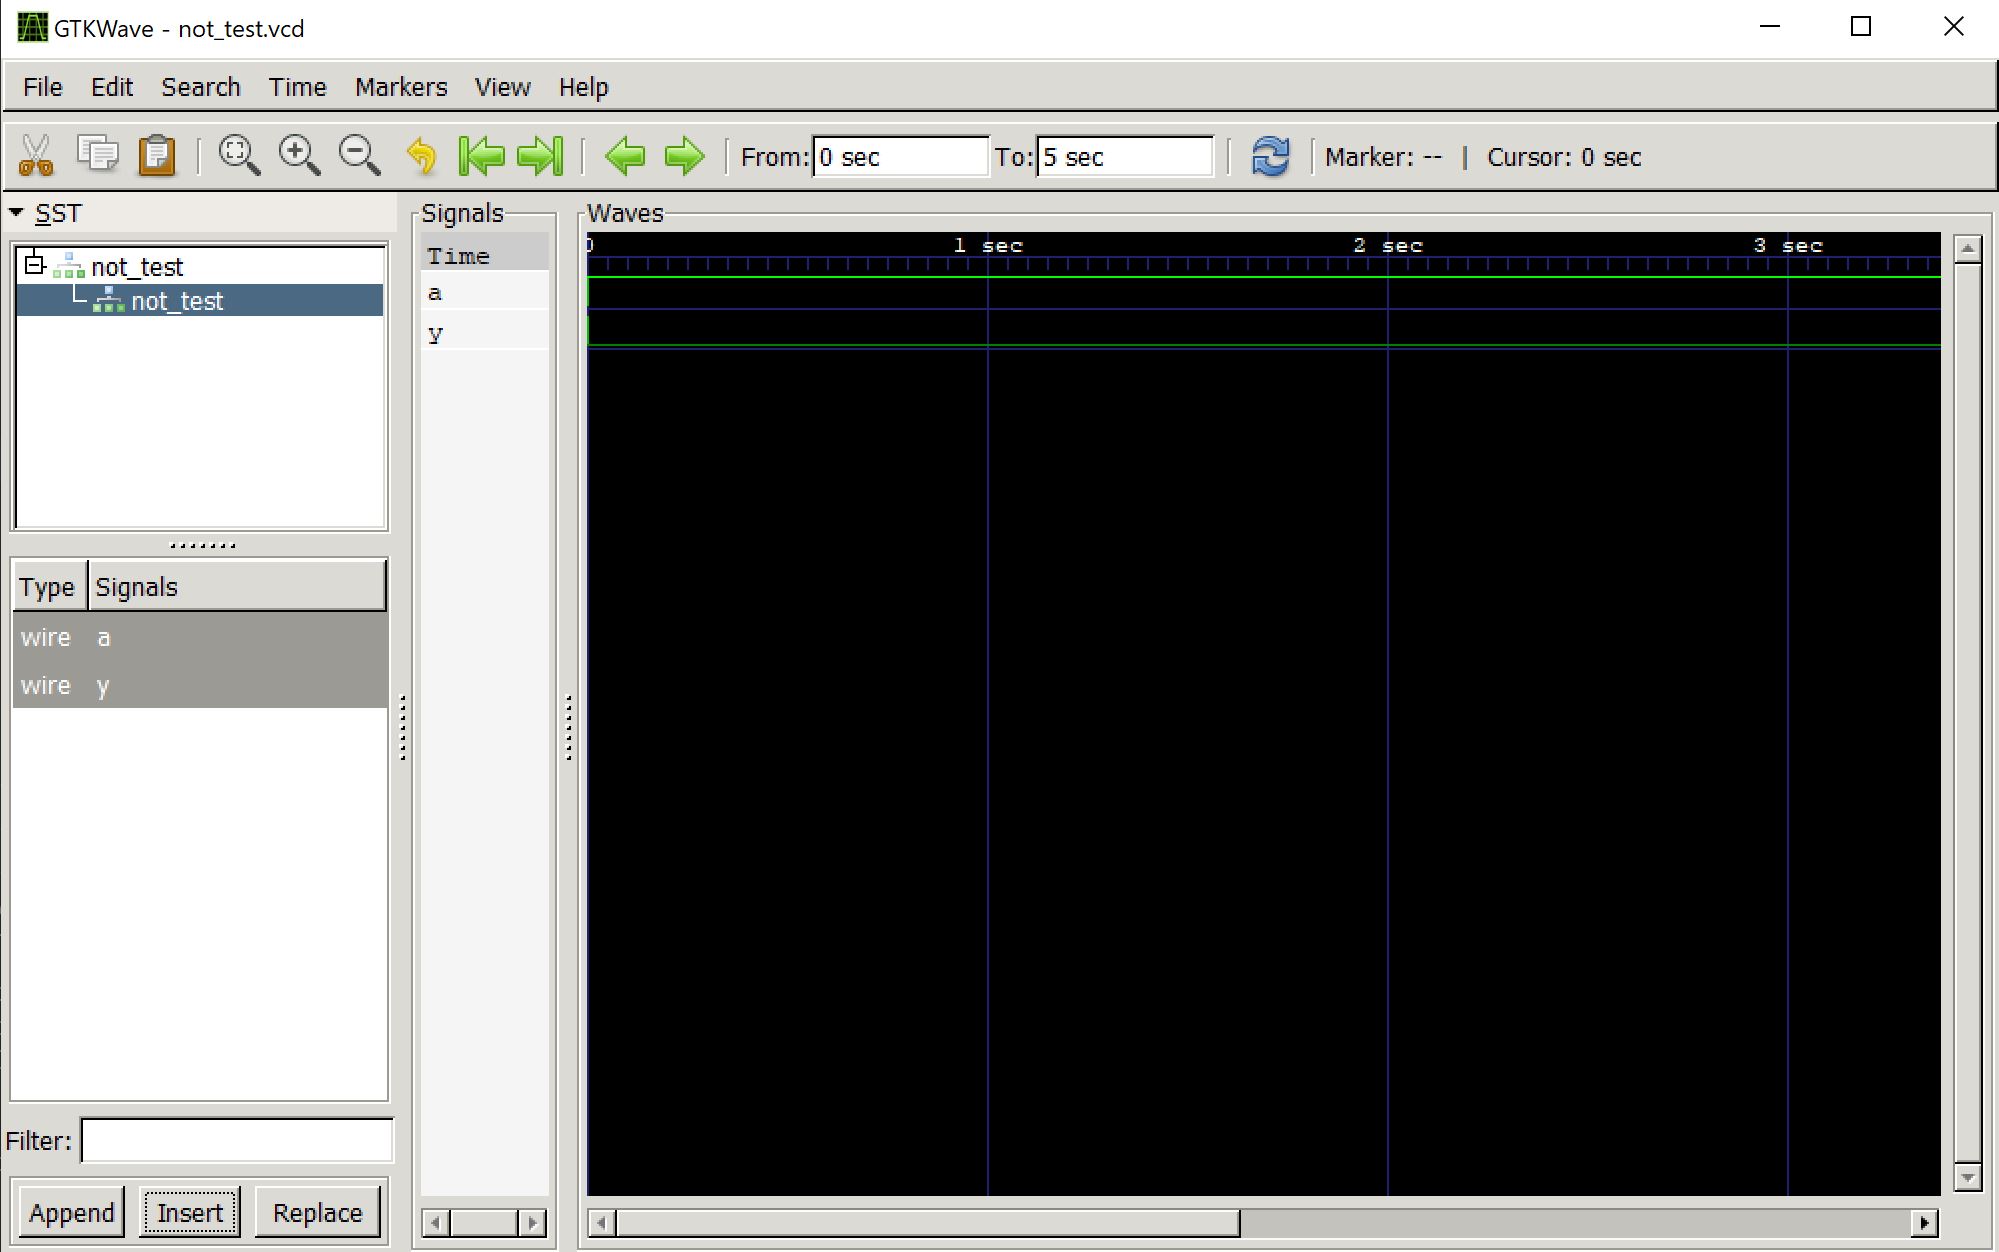 GTKWave - not_test.vcd
File Edit Search Time Markers View Help
From: 0 sec To: 5 sec Marker: -- | Cursor: 0 sec
SST
not_test
not_test
Type Signals
wire a
wire y
Filter:
Append Insert Replace
Signals
Time
a
y
Waves
0 1 sec 2 sec 3 sec